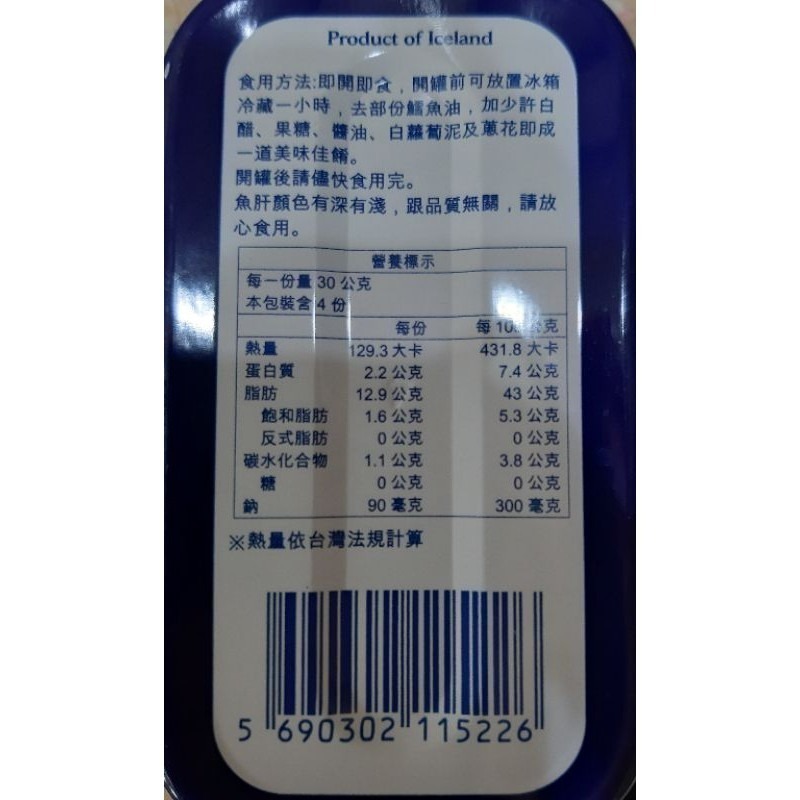 Product of Iceland
食用方法:即開即食，開罐前可放置冰箱
冷藏一小時，去部份鱈魚油，加少許白
醋、果糖、醬油、白蘿蔔泥及蔥花即成
一道美味佳餚。
開罐後請儘快食用完。
魚肝顏色有深有淺，跟品質無關，請放
心食用。
營養標示
每一份量 30 公克
本包裝含 4 份
每份 每 100 公克
熱量 129.3 大卡 431.8 大卡
蛋白質 2.2 公克 7.4 公克
脂肪 12.9 公克 43 公克
飽和脂肪 1.6 公克 5.3 公克
反式脂肪 0 公克 0 公克
碳水化合物 1.1 公克 3.8 公克
糖 0 公克 0 公克
鈉 90 毫克 300 毫克
※熱量依台灣法規計算
5 690302 115226